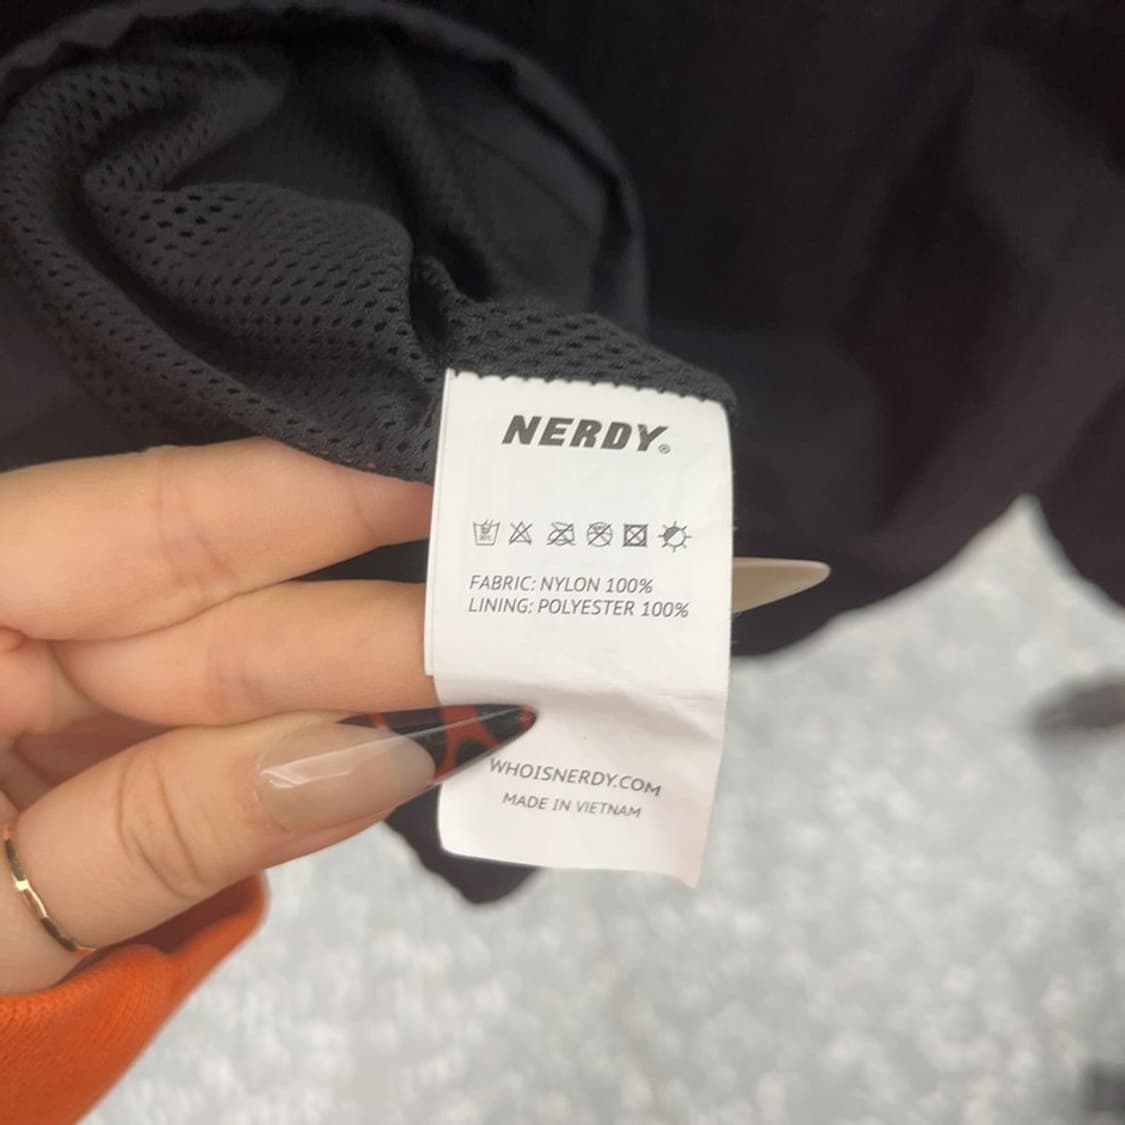 NERDY®
FABRIC: NYLON 100%
LINING: POLYESTER 100%
WHOISNERDY.COM
MADE IN VIETNAM